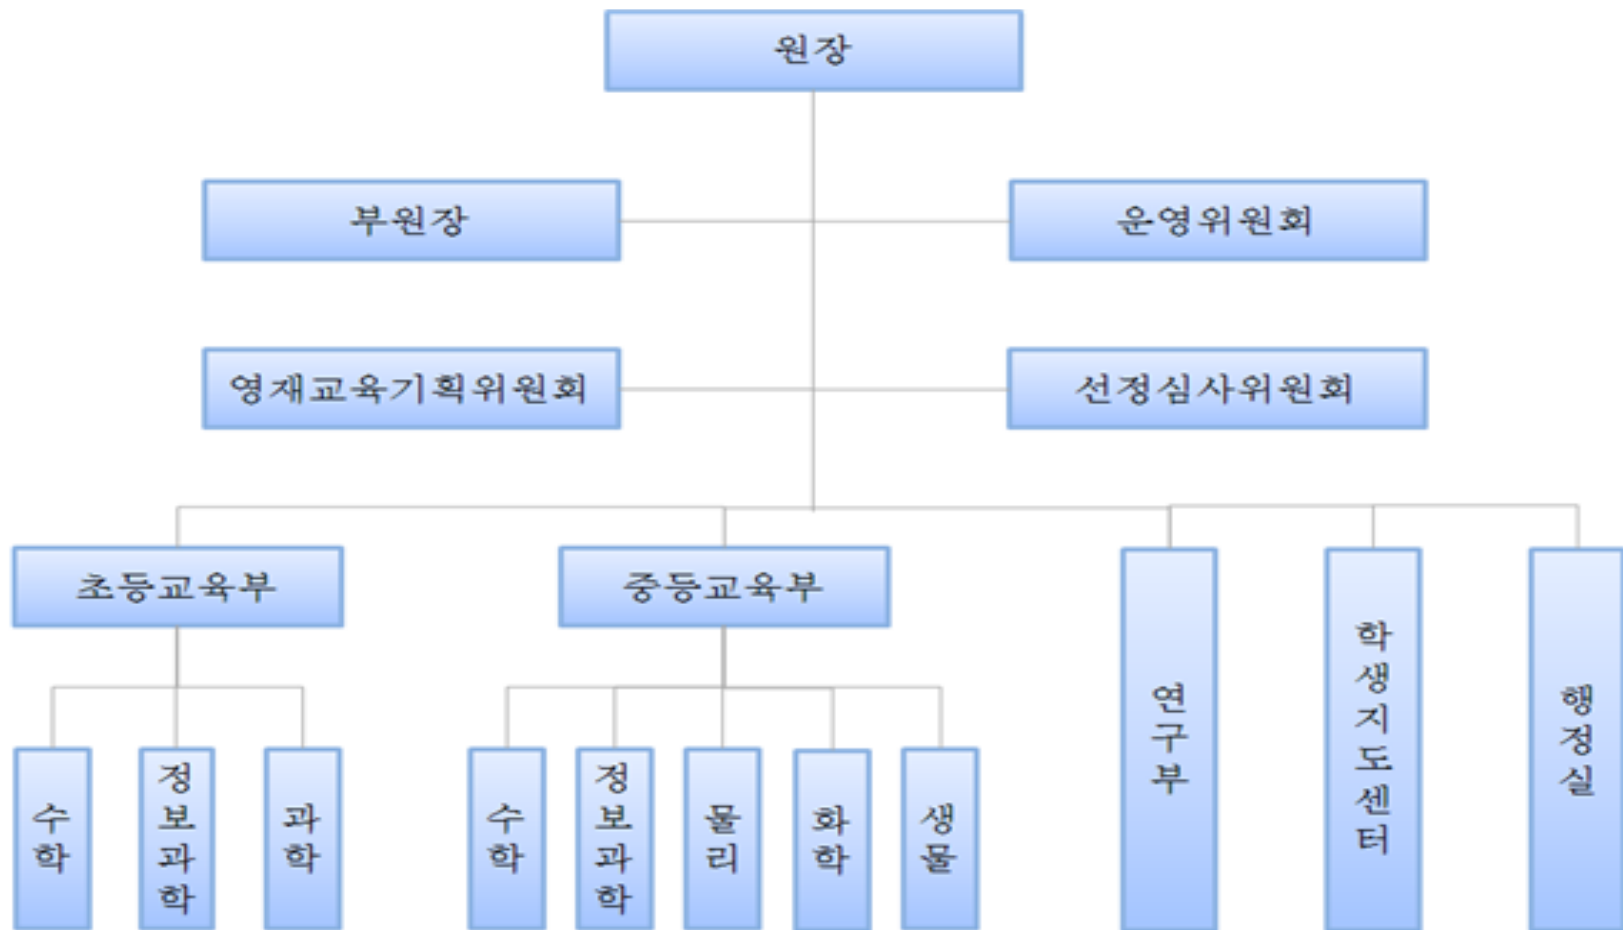 원장
부원장
운영위원회
영재교육기획위원회
선정심사위원회
초등교육부
중등교육부
연구부
학생지도센터
행정실
수학
정보과학
과학
수학
정보과학
물리
화학
생물